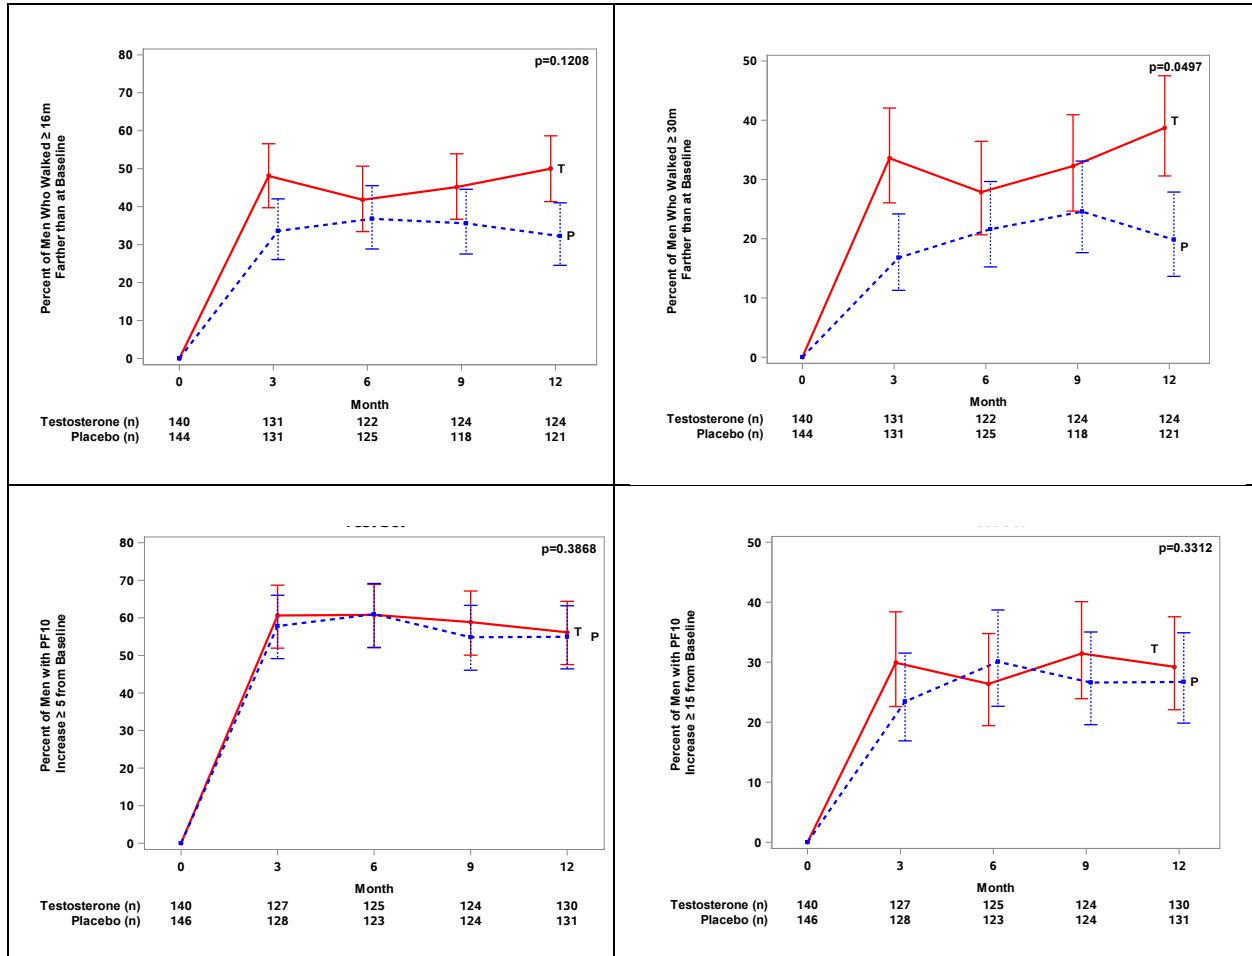 80
70
60
50
40
30
20
10
0
p=0.1208
Percent of Men Who Walked ≥ 16m
Farther than at Baseline
T
P
0 3 6 9 12
Month
Testosterone (n) 140 131 122 124 124
Placebo (n) 144 131 125 118 121
50
40
30
20
10
0
p=0.0497
Percent of Men Who Walked ≥ 30m
Farther than at Baseline
T
P
0 3 6 9 12
Month
Testosterone (n) 140 131 122 124 124
Placebo (n) 144 131 125 118 121
80
70
60
50
40
30
20
10
0
p=0.3868
Percent of Men with PF10
Increase ≥ 5 from Baseline
T P
0 3 6 9 12
Month
Testosterone (n) 140 127 125 124 130
Placebo (n) 146 128 123 124 131
50
40
30
20
10
0
p=0.3312
Percent of Men with PF10
Increase ≥ 15 from Baseline
T
P
0 3 6 9 12
Month
Testosterone (n) 140 127 125 124 130
Placebo (n) 146 128 123 124 131